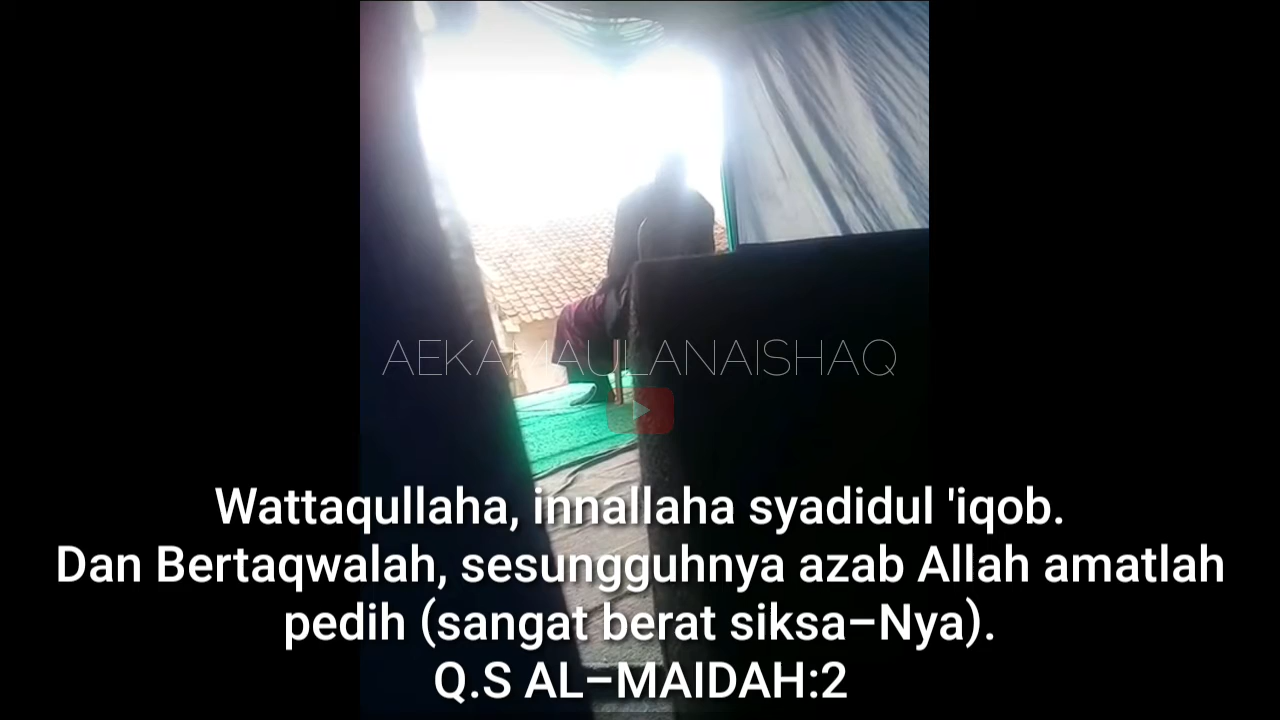 AEKAMAULANAISHAQ
Wattaqullaha, innallaha syadidul 'iqob.
Dan Bertaqwalah, sesungguhnya azab Allah amatlah
pedih (sangat berat siksa–Nya).
Q.S AL–MAIDAH:2